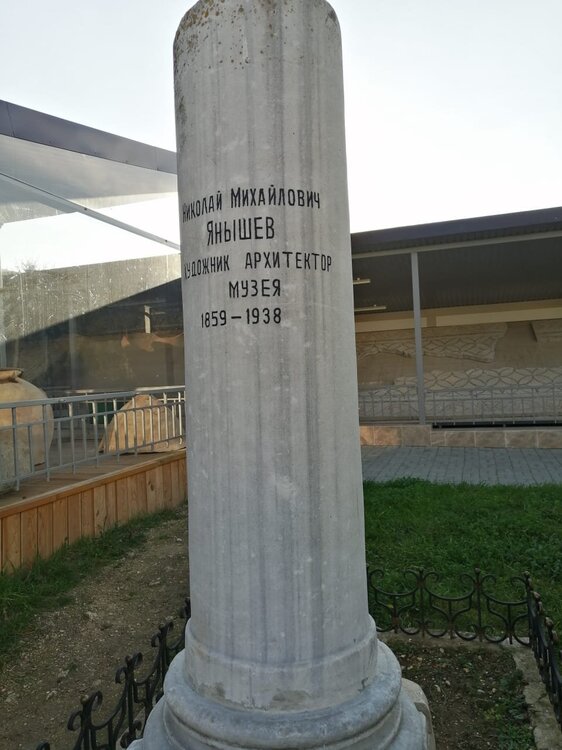 Николай Михайлович
Янышев
художник архитектор
музея
1859 – 1938